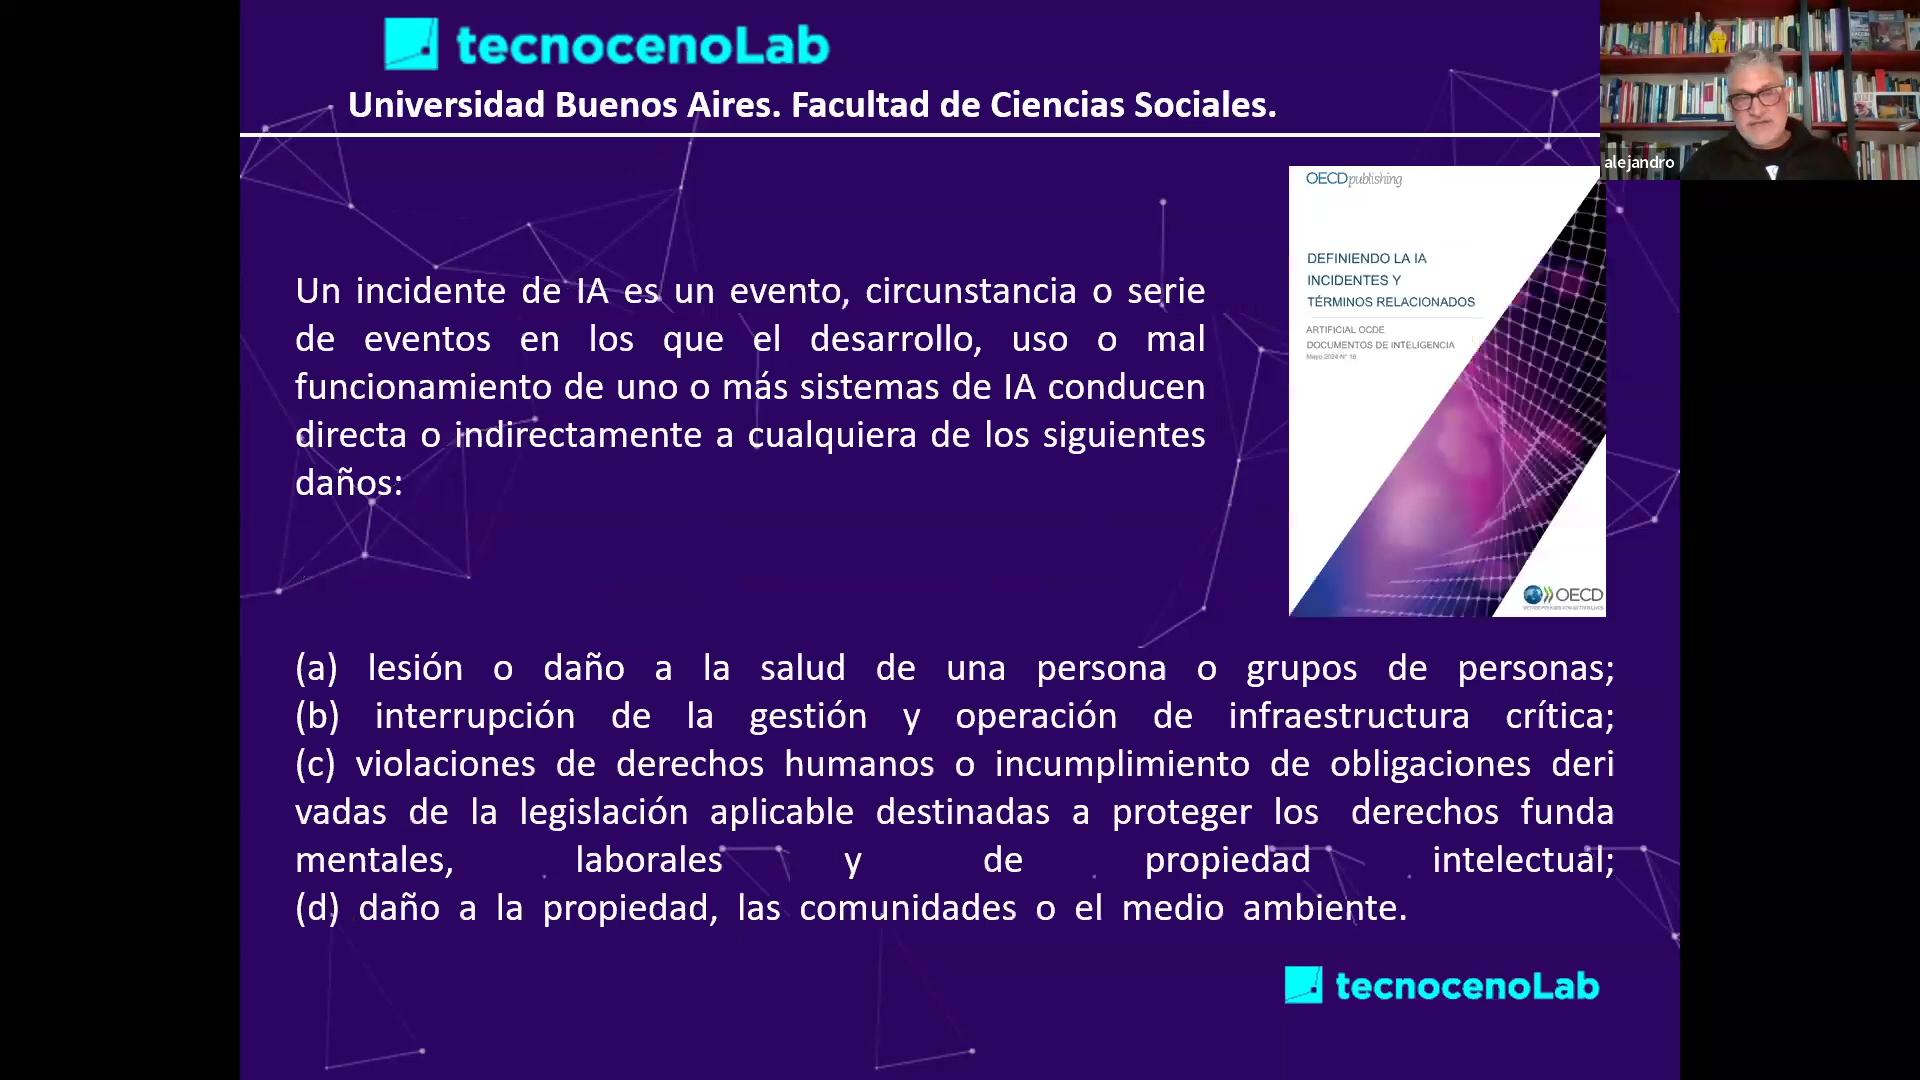 tecnocenoLab
Universidad Buenos Aires. Facultad de Ciencias Sociales.
alejandro
OECDpublishing
DEFINIENDO LA IA
INCIDENTES Y
TÉRMINOS RELACIONADOS
ARTIFICIAL OCDE
DOCUMENTOS DE INTELIGENCIA
Mayo 2024 N° 16
OECD
Un incidente de IA es un evento, circunstancia o serie
de eventos en los que el desarrollo, uso o mal
funcionamiento de uno o más sistemas de IA conducen
directa o indirectamente a cualquiera de los siguientes
daños:
(a) lesión o daño a la salud de una persona o grupos de personas;
(b) interrupción de la gestión y operación de infraestructura crítica;
(c) violaciones de derechos humanos o incumplimiento de obligaciones deri
vadas de la legislación aplicable destinadas a proteger los derechos funda
mentales, laborales y de propiedad intelectual;
(d) daño a la propiedad, las comunidades o el medio ambiente.
tecnocenoLab